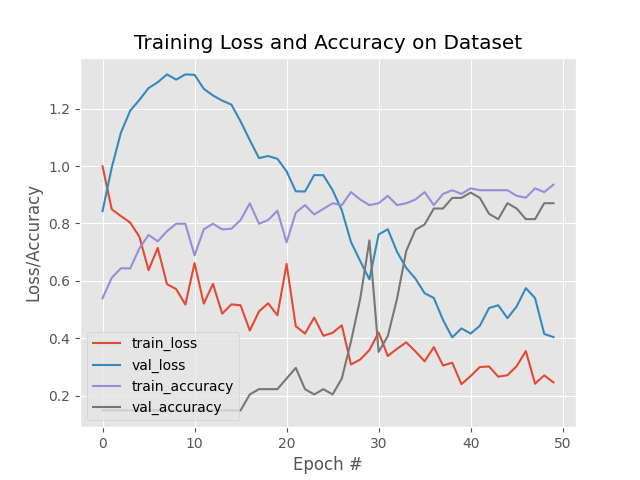 Training Loss and Accuracy on Dataset
Loss/Accuracy
1.2
1.0
0.8
0.6
0.4
0.2
train_loss
val_loss
train_accuracy
val_accuracy
0
10
20
30
40
50
Epoch #